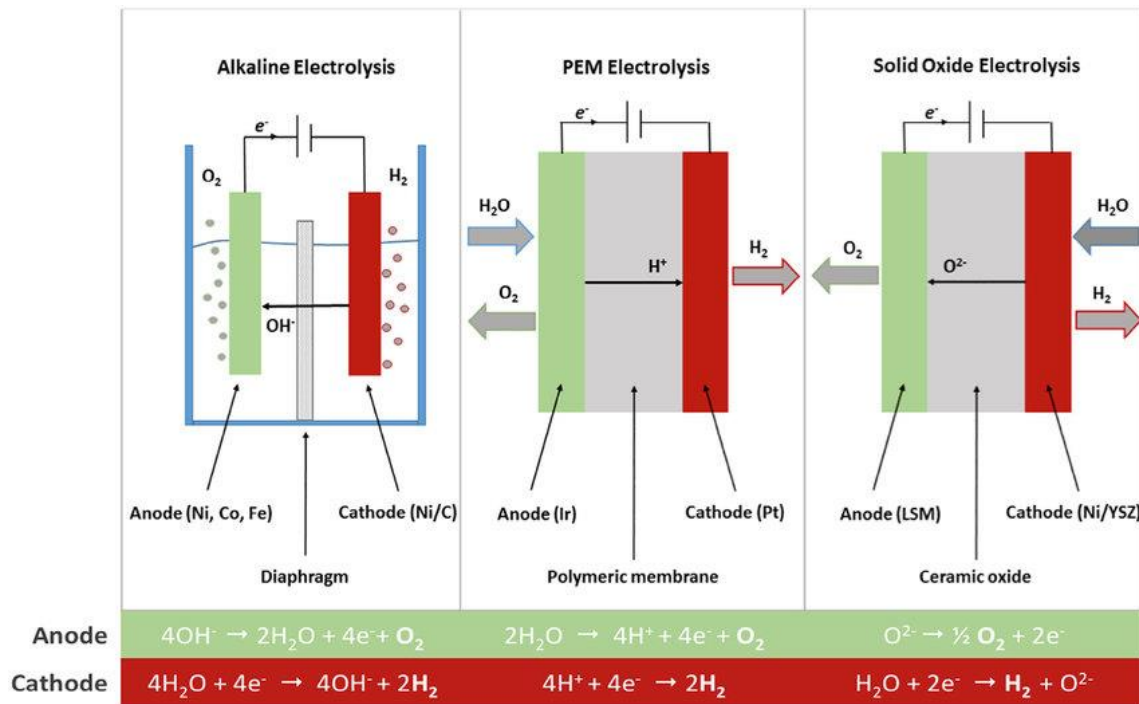 Alkaline Electrolysis
e⁻
O₂
H₂
OH⁻
Anode (Ni, Co, Fe)
Cathode (Ni/C)
Diaphragm
PEM Electrolysis
e⁻
H₂O
H⁺
H₂
O₂
Anode (Ir)
Cathode (Pt)
Polymeric membrane
Solid Oxide Electrolysis
e⁻
H₂O
O₂
O²⁻
H₂
Anode (LSM)
Cathode (Ni/YSZ)
Ceramic oxide
Anode
4OH⁻ → 2H₂O + 4e⁻ + O₂
2H₂O → 4H⁺ + 4e⁻ + O₂
O²⁻ → ½ O₂ + 2e⁻
Cathode
4H₂O + 4e⁻ → 4OH⁻ + 2H₂
4H⁺ + 4e⁻ → 2H₂
H₂O + 2e⁻ → H₂ + O²⁻